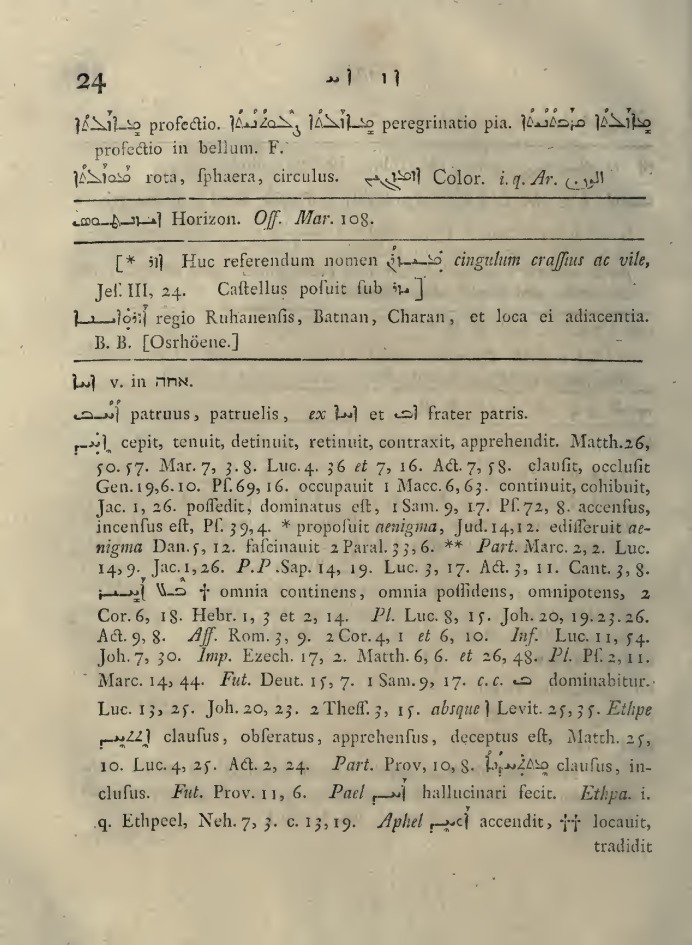 24
profectio. peregrinatio pia.
profectio in bellum. F.
rota, ſphaera, circulus. Color. i. q. Ar.
Horizon. Off. Mar. 108.
[* Huc referendum nomen cingulum craſſius ac vile,
Jeſ. III, 24. Caſtellus poſuit ſub ]
regio Ruhanenſis, Batnan, Charan, et loca ei adiacentia.
B. B. [Osrhöene.]
v. in אחה.
patruus, patruelis, ex et frater patris.
cepit, tenuit, detinuit, retinuit, contraxit, apprehendit. Matth. 26,
50. 57. Mar. 7, 3. 8. Luc. 4. 36 et 7, 16. Act. 7, 58. clauſit, occluſit
Gen. 19, 6. 10. Pſ. 69, 16. occupauit 1 Macc. 6, 63. continuit, cohibuit,
Jac. 1, 26. poſſedit, dominatus eſt, 1 Sam. 9, 17. Pſ. 72, 8. accenſus,
incenſus eſt, Pſ. 39, 4. * propoſuit aenigma, Jud. 14, 12. ediſſeruit ae-
nigma Dan. 5, 12. faſcinauit 2 Paral. 33, 6. ** Part. Marc. 2, 2. Luc.
14, 9. Jac. 1, 26. P. P. Sap. 14, 19. Luc. 3, 17. Act. 3, 11. Cant. 3, 8.
† omnia continens, omnia poſſidens, omnipotens, 2
Cor. 6, 18. Hebr. 1, 3 et 2, 14. Pl. Luc. 8, 15. Joh. 20, 19. 23. 26.
Act. 9, 8. Aff. Rom. 3, 9. 2 Cor. 4, 1 et 6, 10. Inf. Luc. 11, 54.
Joh. 7, 30. Imp. Ezech. 17, 2. Matth. 6, 6. et 26, 48. Pl. Pſ. 2, 11.
Marc. 14, 44. Fut. Deut. 15, 7. 1 Sam. 9, 17. c. c. ܒ dominabitur.
Luc. 13, 25. Joh. 20, 23. 2 Theſſ. 3, 15. absque ܐ Levit. 25, 35. Ethpe
clauſus, obſeratus, apprehenſus, deceptus eſt, Matth. 25,
10. Luc. 4, 25. Act. 2, 24. Part. Prov, 10, 8. clauſus, in-
cluſus. Fut. Prov. 11, 6. Pael hallucinari fecit. Ethpa. i.
q. Ethpeel, Neh. 7, 3. c. 13, 19. Aphel accendit, †† locauit,
tradidit